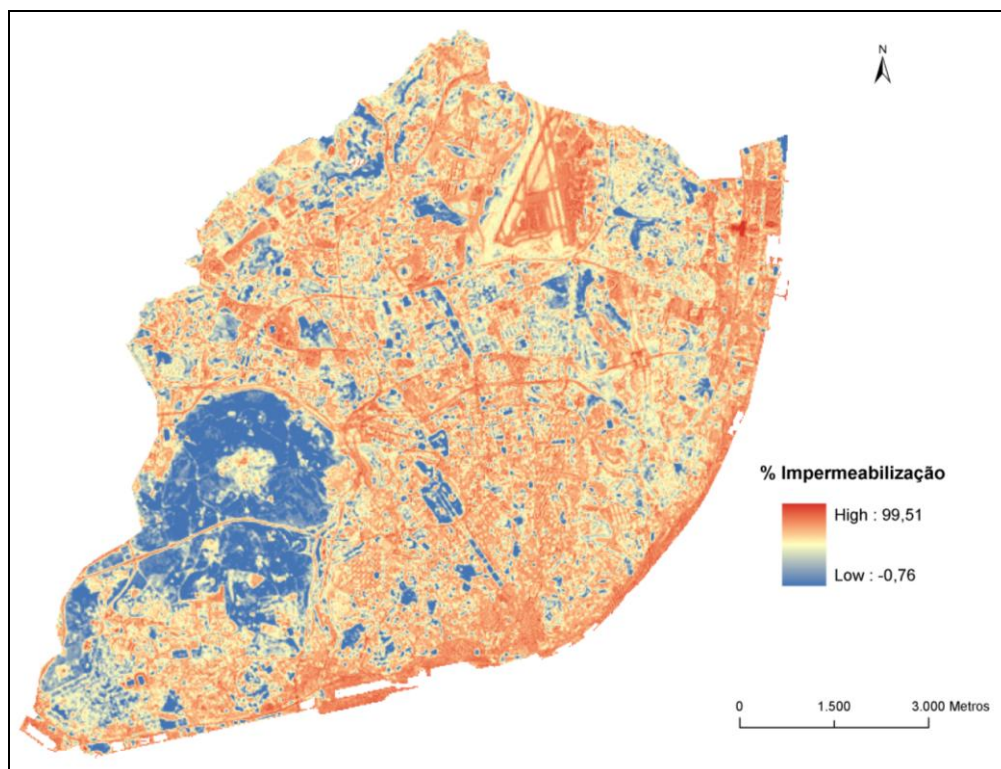 N
% Impermeabilização
High : 99,51
Low : -0,76
0 1.500 3.000 Metros